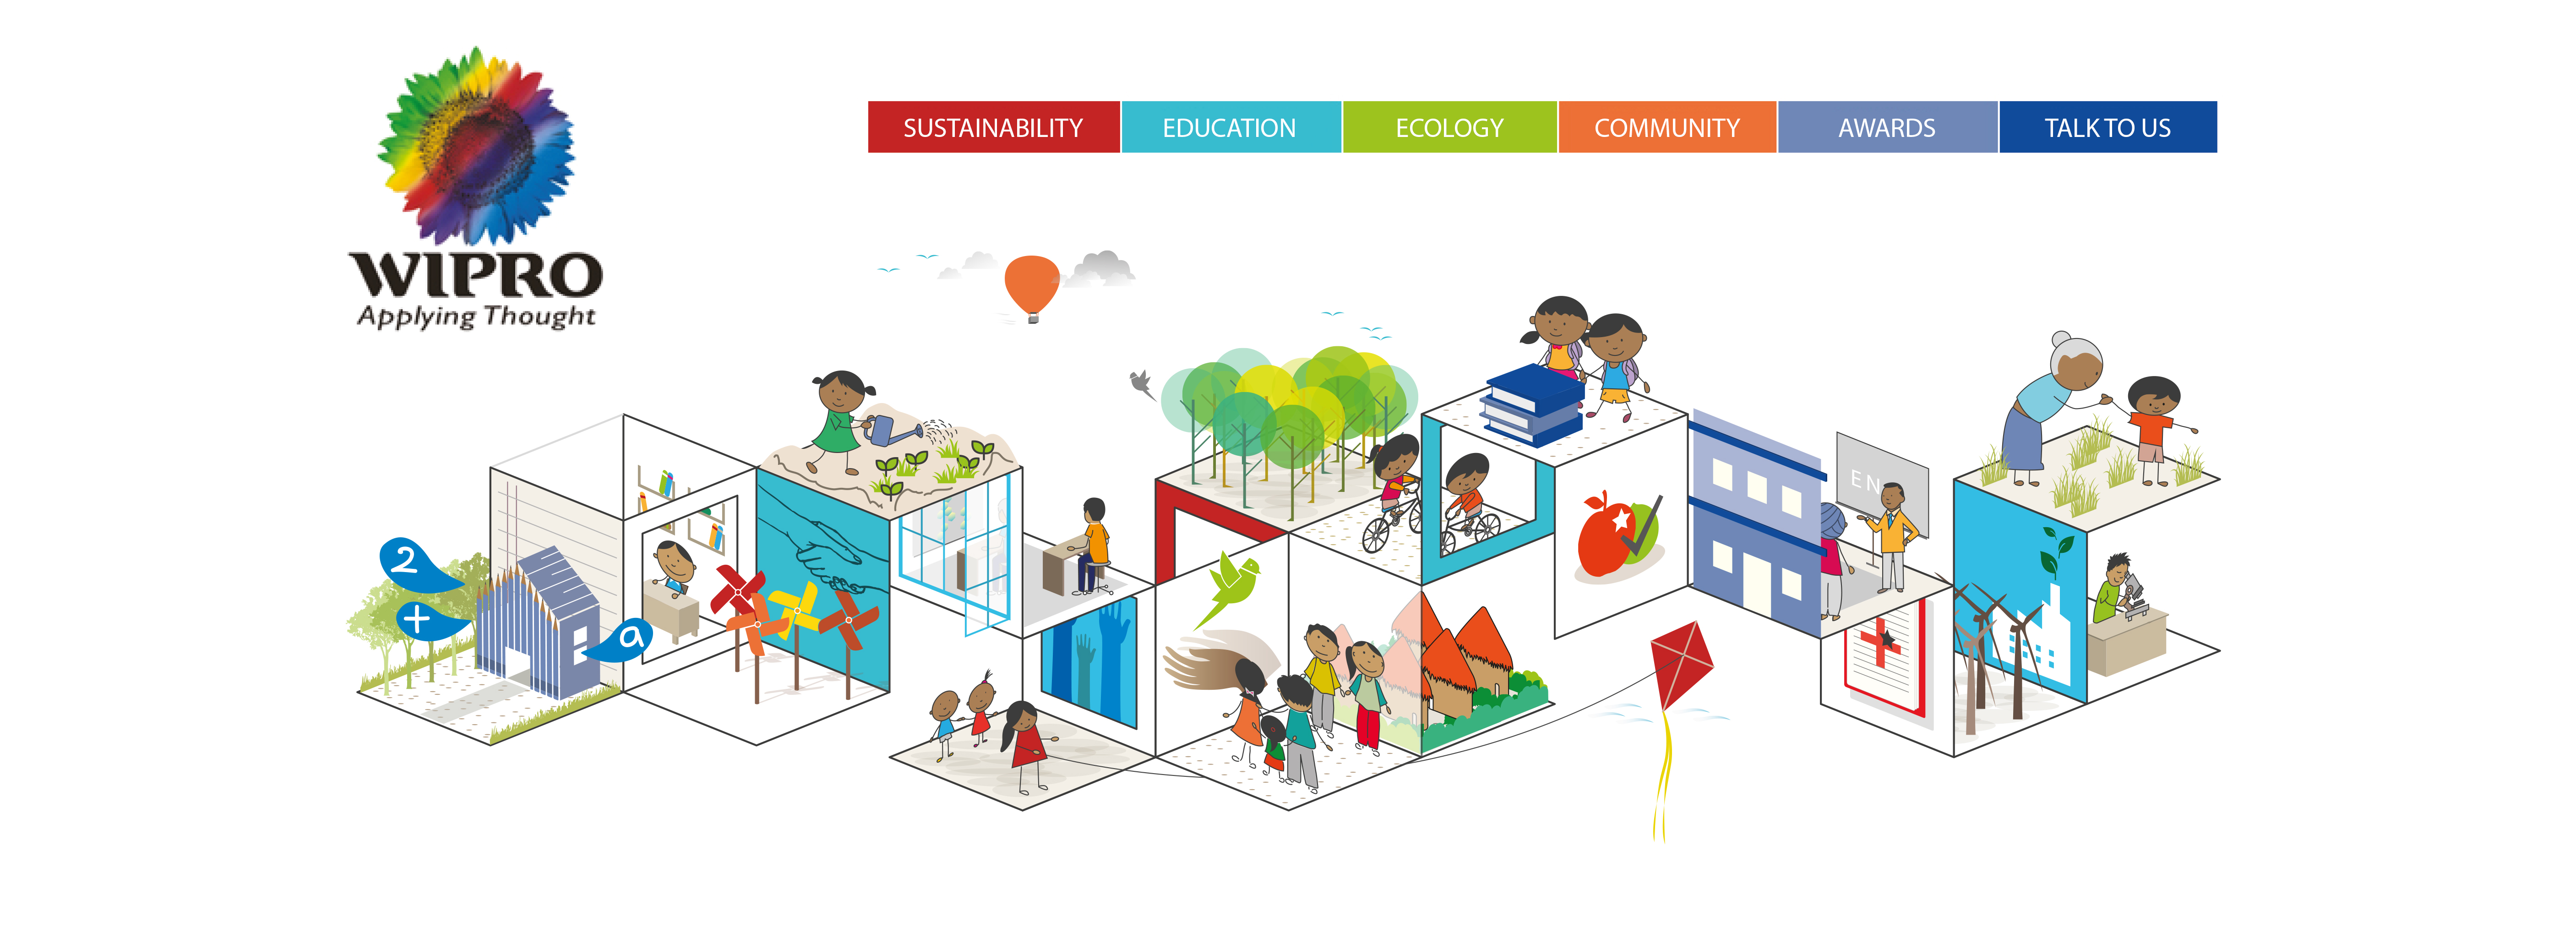 WIPRO
Applying Thought
SUSTAINABILITY
EDUCATION
ECOLOGY
COMMUNITY
AWARDS
TALK TO US
2
+
a
EN